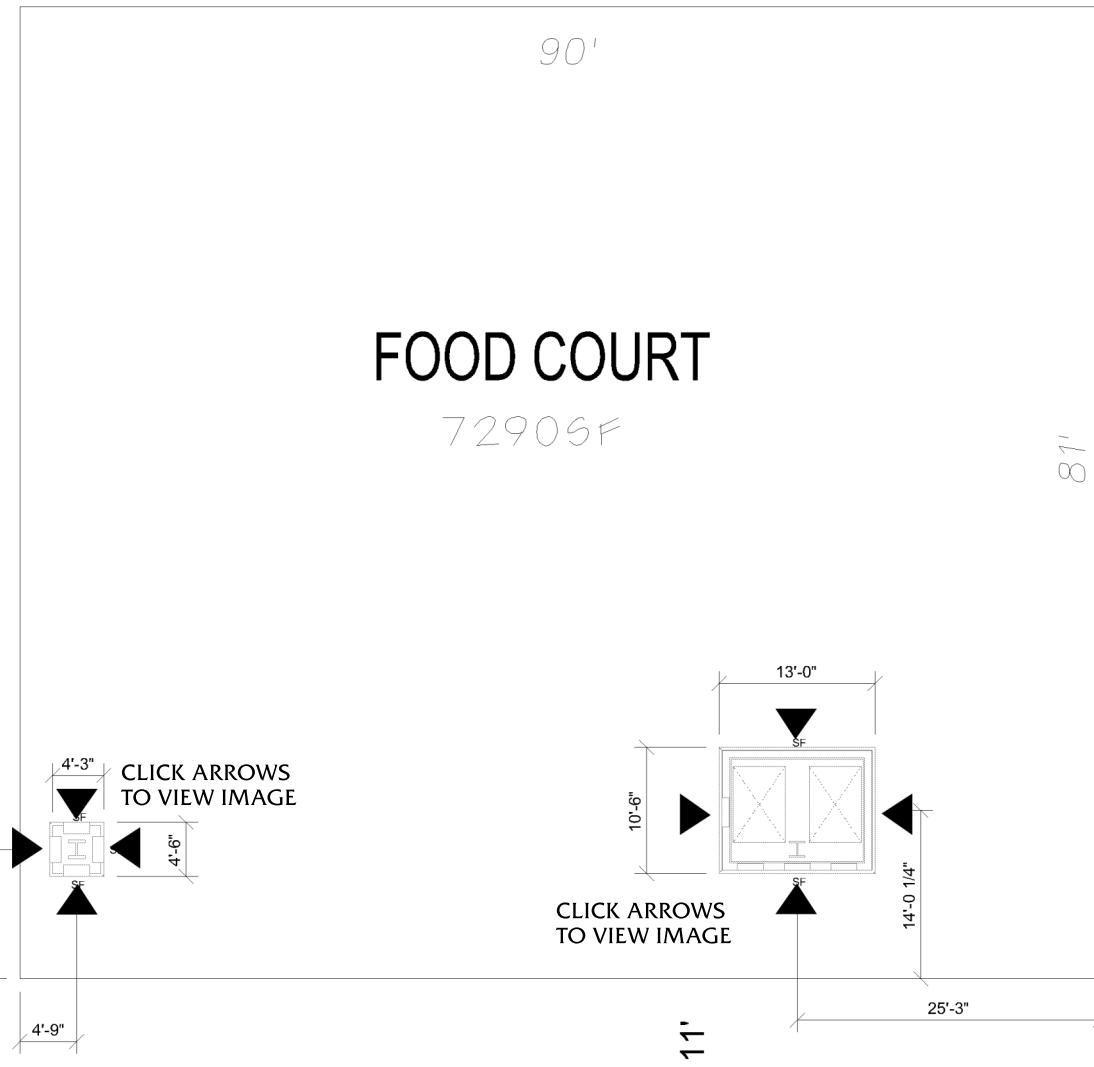 90'
FOOD COURT
7290SF
81'
13'-0"
SF
4'-3"
CLICK ARROWS
TO VIEW IMAGE
SF
10'-6"
4'-6"
SF
SF
CLICK ARROWS
TO VIEW IMAGE
14'-0 1/4"
25'-3"
4'-9"
11'